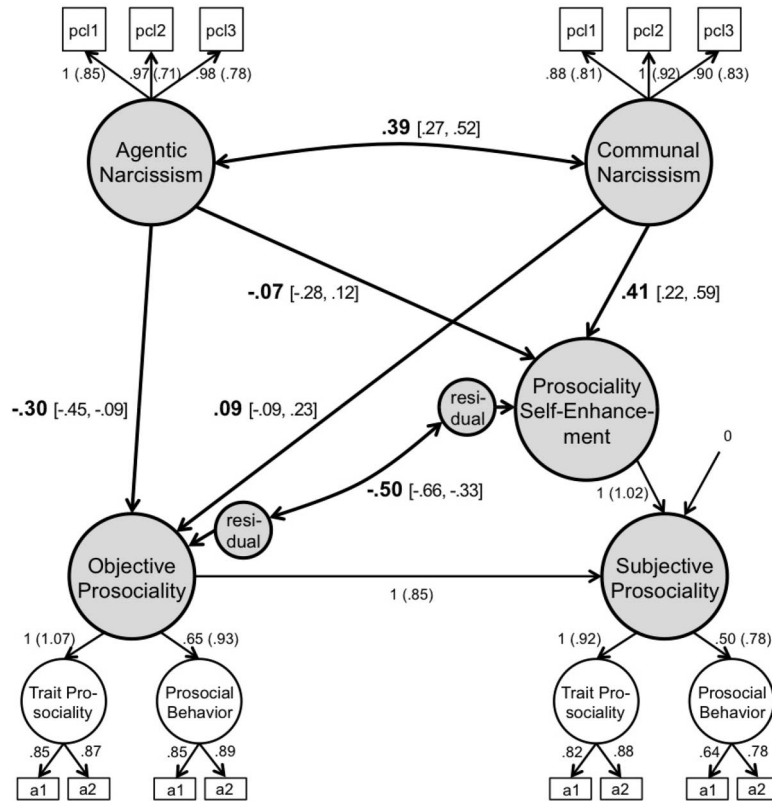 pcl1 pcl2 pcl3
pcl1 pcl2 pcl3
1 (.85) .97 (.71) .98 (.78)
.88 (.81) 1 (.92) .90 (.83)
Agentic
Narcissism
.39 [.27, .52]
Communal
Narcissism
-.07 [-.28, .12]
.41 [.22, .59]
-.30 [-.45, -.09]
.09 [-.09, .23]
resi-
dual
Prosociality
Self-Enhance-
ment
0
-.50 [-.66, -.33]
1 (1.02)
resi-
dual
Objective
Prosociality
Subjective
Prosociality
1 (.85)
1 (1.07) .65 (.93)
1 (.92) .50 (.78)
Trait Pro-
sociality
Prosocial
Behavior
Trait Pro-
sociality
Prosocial
Behavior
.85 .87 .85 .89
.82 .88 .64 .78
a1 a2 a1 a2
a1 a2 a1 a2